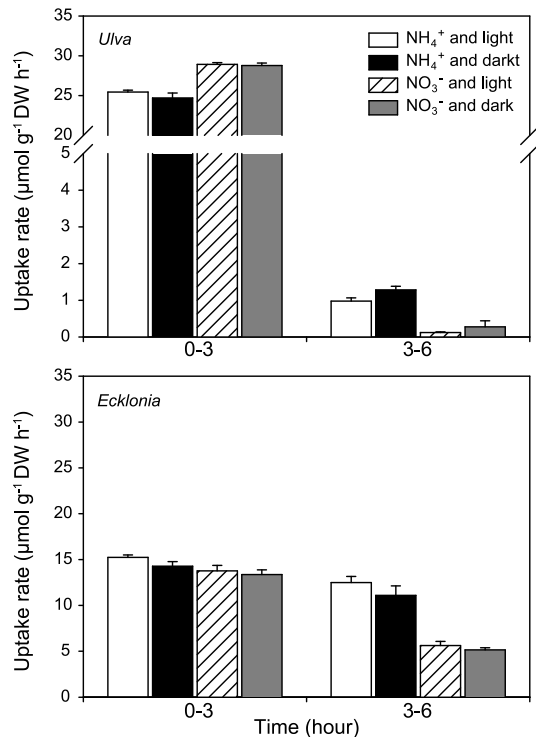 Ulva
NH₄⁺ and light
NH₄⁺ and darkt
NO₃⁻ and light
NO₃⁻ and dark
35
30
25
20
5
4
3
2
1
0
Uptake rate (µmol g⁻¹ DW h⁻¹)
0-3 3-6
Ecklonia
35
30
25
20
15
10
5
0
Uptake rate (µmol g⁻¹ DW h⁻¹)
0-3 3-6
Time (hour)